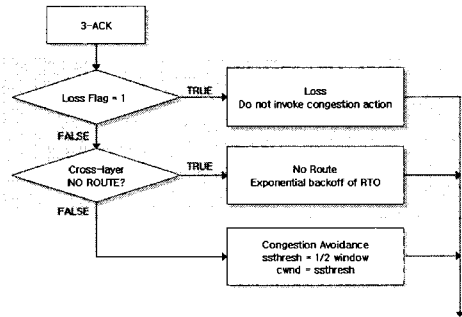 3-ACK
Loss Flag = 1
TRUE
Loss
Do not invoke congestion action
FALSE
Cross-layer
NO ROUTE?
TRUE
No Route
Exponential backoff of RTO
FALSE
Congestion Avoidance
ssthresh = 1/2 window
cwnd = ssthresh